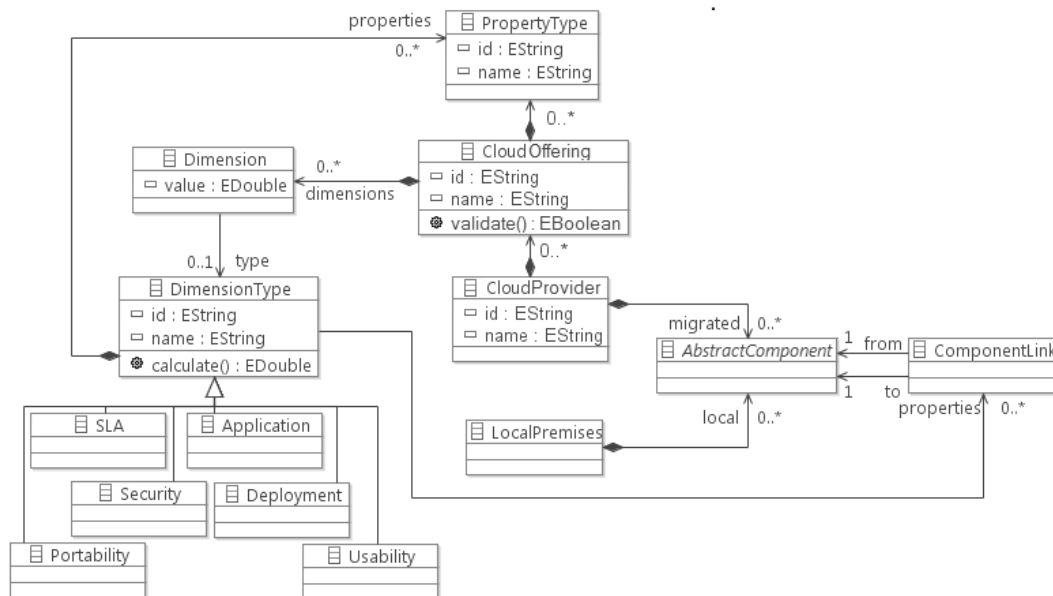 properties
0..*
PropertyType
id : EString
name : EString
0..*
CloudOffering
id : EString
name : EString
validate() : EBoolean
Dimension
value : EDouble
0..*
dimensions
0..1 type
0..*
DimensionType
id : EString
name : EString
calculate() : EDouble
CloudProvider
id : EString
name : EString
migrated 0..*
AbstractComponent
1 from
1 to
ComponentLink
properties 0..*
local 0..*
LocalPremises
SLA
Application
Security
Deployment
Portability
Usability